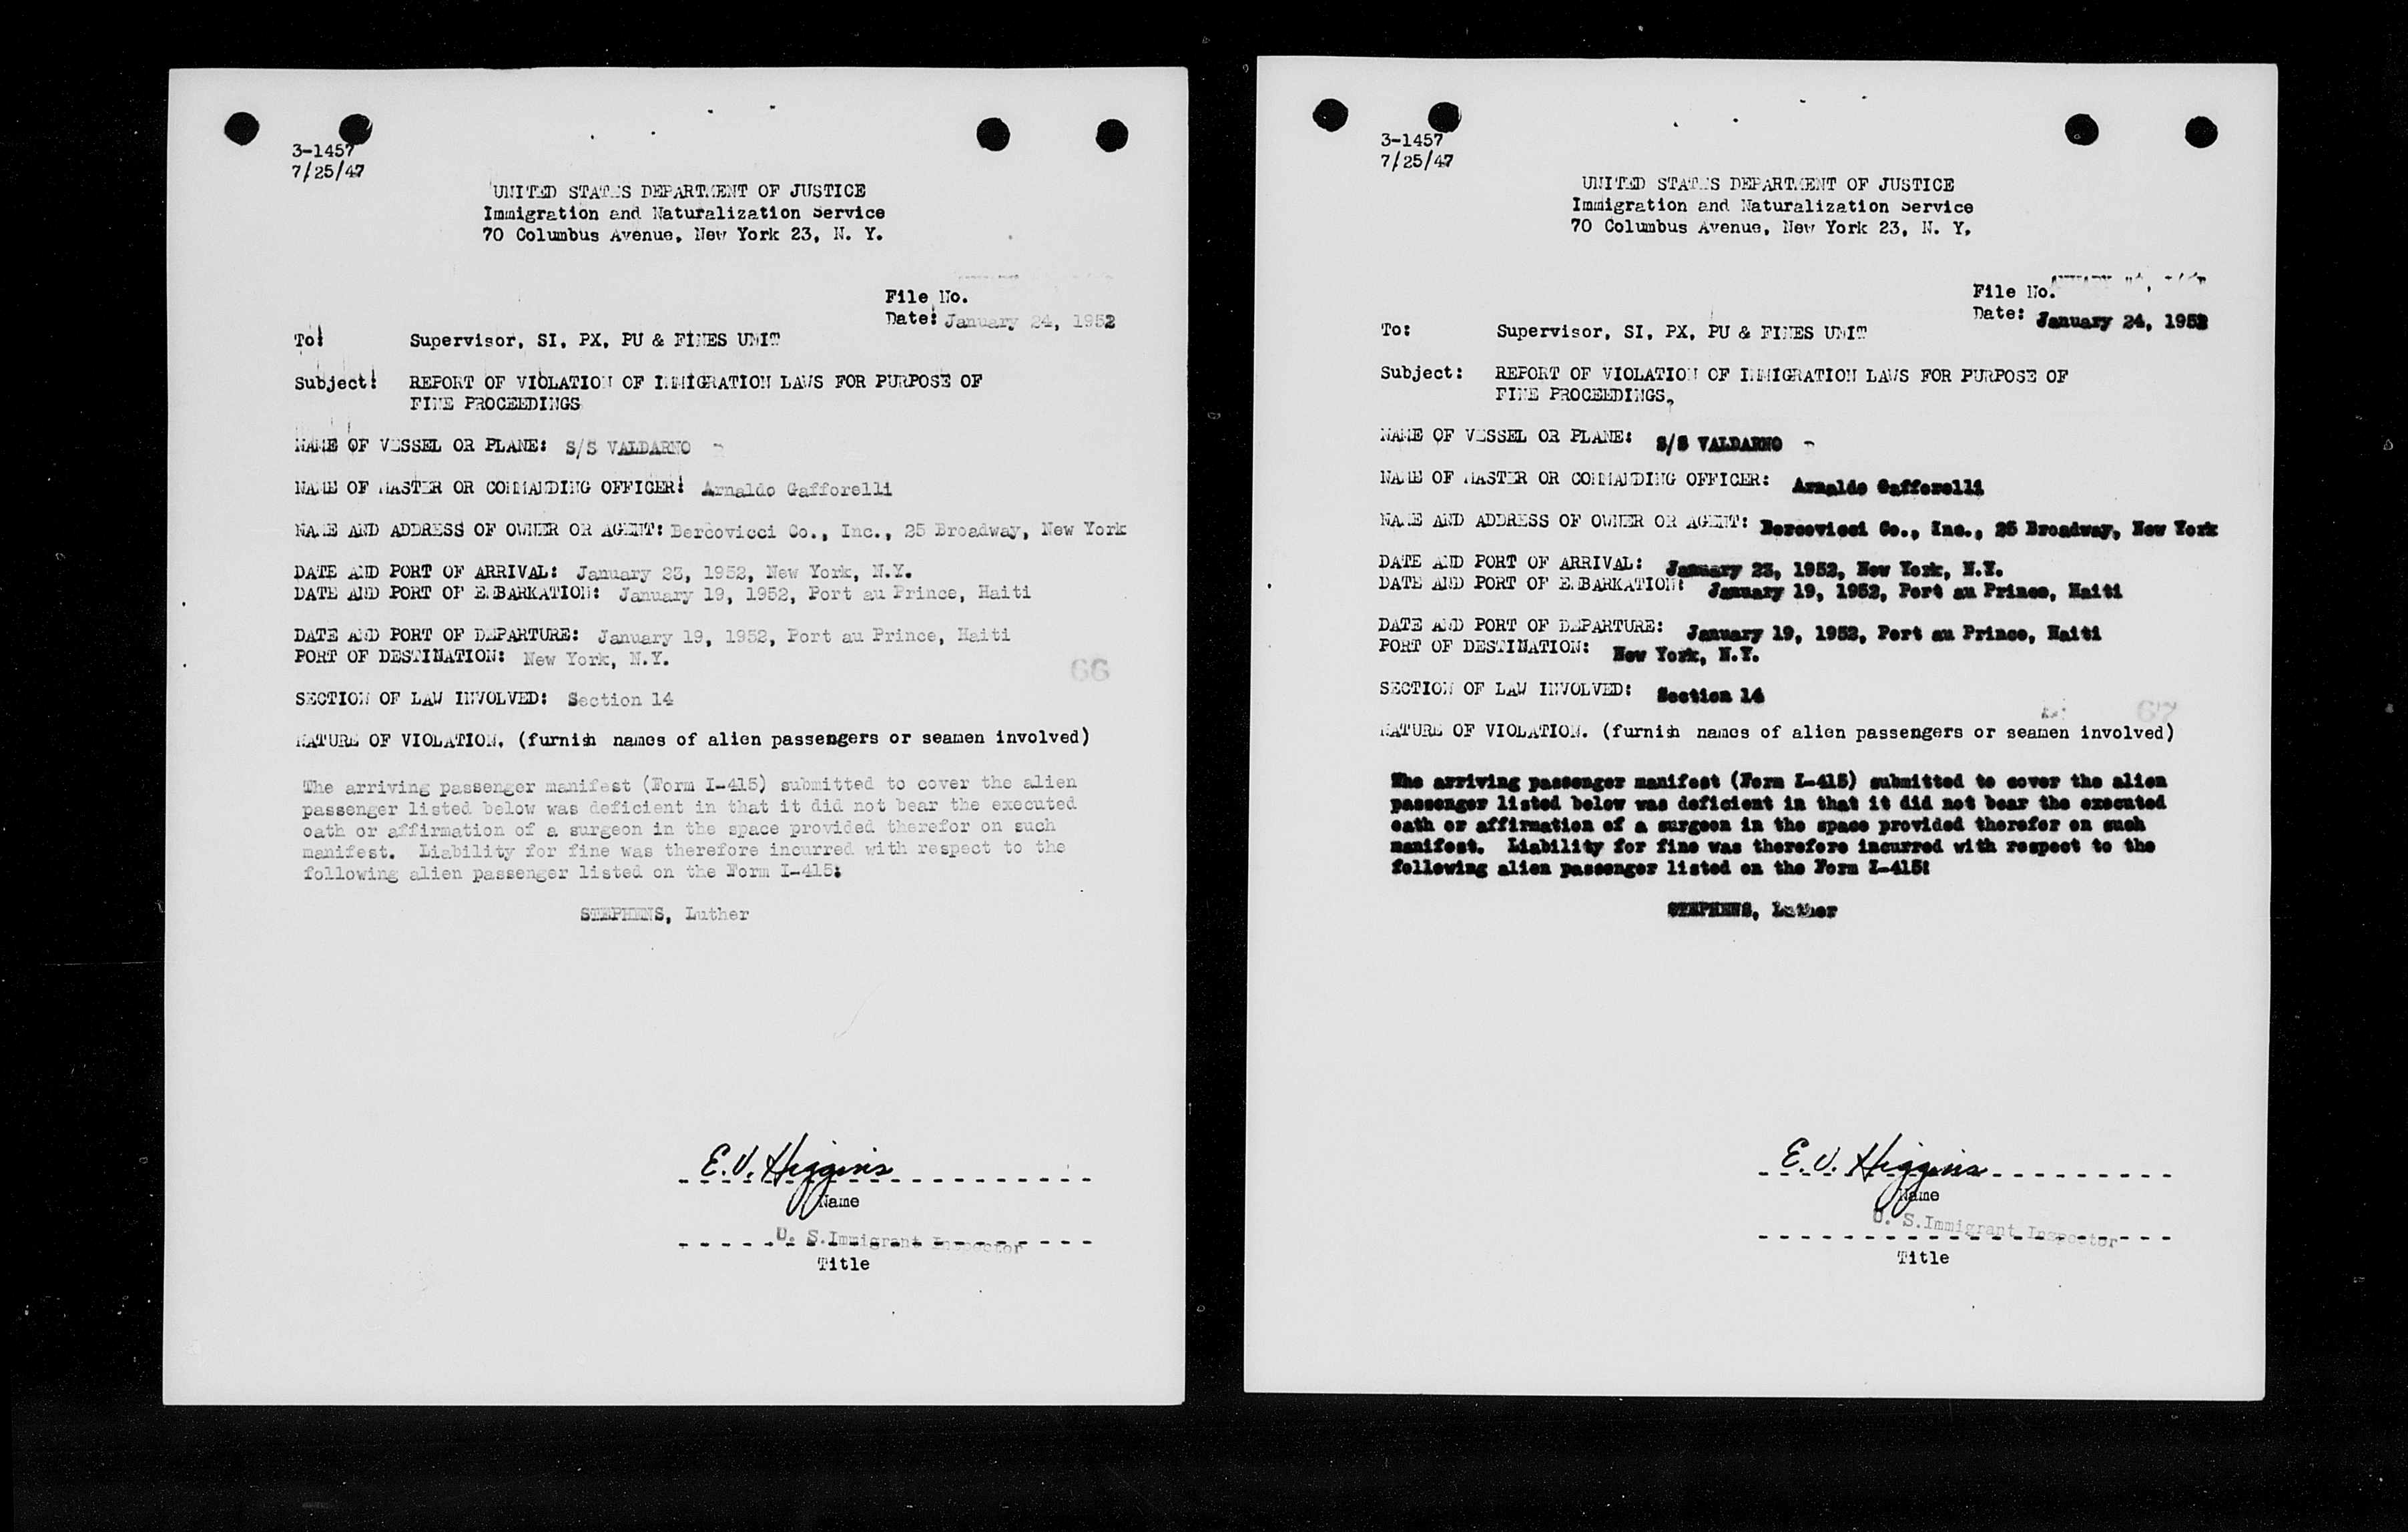 3-1457
7/25/47
UNITED STATES DEPARTMENT OF JUSTICE
Immigration and Naturalization Service
70 Columbus Avenue, New York 23, N. Y.
File No.
Date: January 24, 1952
To: Supervisor, SI, PX, PU & FINES UNIT
Subject: REPORT OF VIOLATION OF IMMIGRATION LAWS FOR PURPOSE OF
FINE PROCEEDINGS
NAME OF VESSEL OR PLANE: S/S VALDARNO
NAME OF MASTER OR COMMANDING OFFICER: Arnaldo Gafforelli
NAME AND ADDRESS OF OWNER OR AGENT: Bercovicci Co., Inc., 25 Broadway, New York
DATE AND PORT OF ARRIVAL: January 23, 1952, New York, N.Y.
DATE AND PORT OF EMBARKATION: January 19, 1952, Port au Prince, Haiti
DATE AND PORT OF DEPARTURE: January 19, 1952, Port au Prince, Haiti
PORT OF DESTINATION: New York, N.Y.
66
SECTION OF LAW INVOLVED: Section 14
NATURE OF VIOLATION. (furnish names of alien passengers or seamen involved)
The arriving passenger manifest (Form I-415) submitted to cover the alien
passenger listed below was deficient in that it did not bear the executed
oath or affirmation of a surgeon in the space provided therefor on such
manifest. Liability for fine was therefore incurred with respect to the
following alien passenger listed on the Form I-415:
STEPHENS, Luther
E.V. Higgins
Name
U. S. Immigrant Inspector
Title
3-1457
7/25/47
UNITED STATES DEPARTMENT OF JUSTICE
Immigration and Naturalization Service
70 Columbus Avenue, New York 23, N. Y.
File No.
Date: January 24, 1952
To: Supervisor, SI, PX, PU & FINES UNIT
Subject: REPORT OF VIOLATION OF IMMIGRATION LAWS FOR PURPOSE OF
FINE PROCEEDINGS.
NAME OF VESSEL OR PLANE: S/S VALDARNO
NAME OF MASTER OR COMMANDING OFFICER: Arnaldo Gafforelli
NAME AND ADDRESS OF OWNER OR AGENT: Bercovicci Co., Inc., 25 Broadway, New York
DATE AND PORT OF ARRIVAL: January 23, 1952, New York, N.Y.
DATE AND PORT OF EMBARKATION: January 19, 1952, Port au Prince, Haiti
DATE AND PORT OF DEPARTURE: January 19, 1952, Port au Prince, Haiti
PORT OF DESTINATION: New York, N.Y.
SECTION OF LAW INVOLVED: Section 14
67
NATURE OF VIOLATION. (furnish names of alien passengers or seamen involved)
The arriving passenger manifest (Form I-415) submitted to cover the alien
passenger listed below was deficient in that it did not bear the executed
oath or affirmation of a surgeon in the space provided therefor on such
manifest. Liability for fine was therefore incurred with respect to the
following alien passenger listed on the Form I-415:
STEPHENS, Luther
E.V. Higgins
Name
U. S. Immigrant Inspector
Title